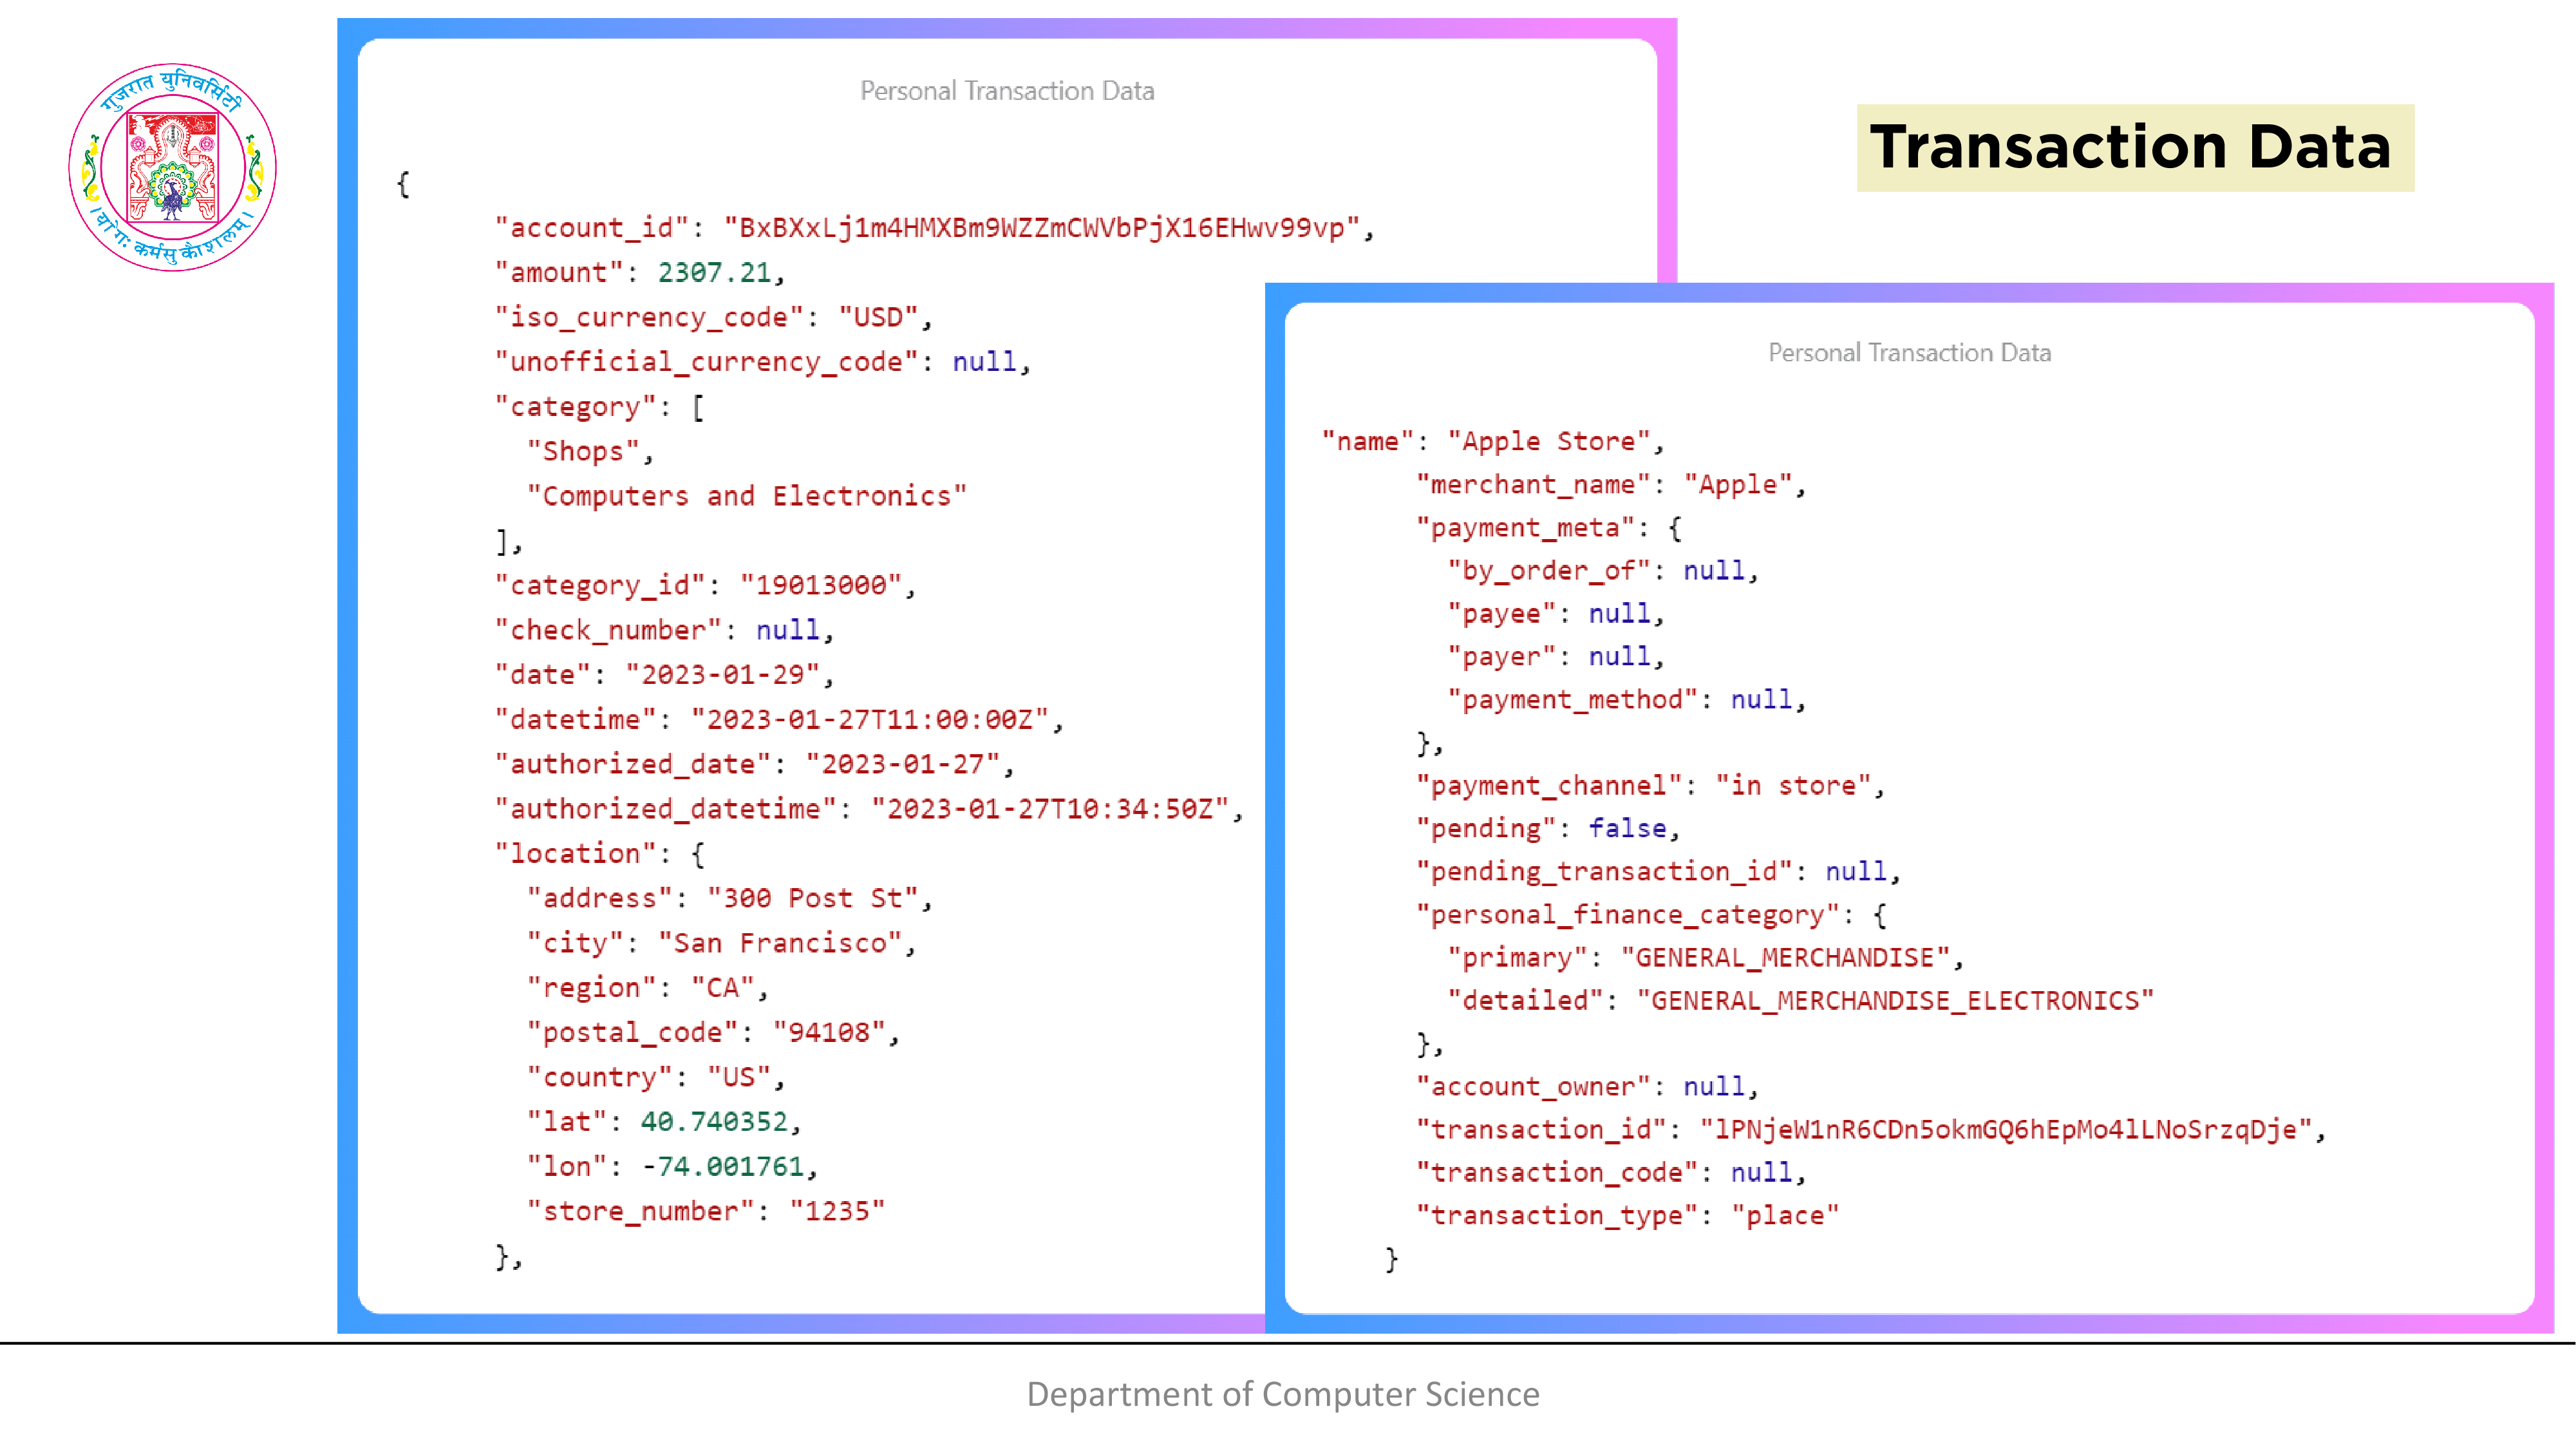 गुजरात युनिवर्सिटी
। योगः कर्मसु कौशलम् ।
Transaction Data
Personal Transaction Data
{
"account_id": "BxBXxLj1m4HMXBm9WZZmCWVbPjX16EHwv99vp",
"amount": 2307.21,
"iso_currency_code": "USD",
"unofficial_currency_code": null,
"category": [
"Shops",
"Computers and Electronics"
],
"category_id": "19013000",
"check_number": null,
"date": "2023-01-29",
"datetime": "2023-01-27T11:00:00Z",
"authorized_date": "2023-01-27",
"authorized_datetime": "2023-01-27T10:34:50Z",
"location": {
"address": "300 Post St",
"city": "San Francisco",
"region": "CA",
"postal_code": "94108",
"country": "US",
"lat": 40.740352,
"lon": -74.001761,
"store_number": "1235"
},
Personal Transaction Data
"name": "Apple Store",
"merchant_name": "Apple",
"payment_meta": {
"by_order_of": null,
"payee": null,
"payer": null,
"payment_method": null,
},
"payment_channel": "in store",
"pending": false,
"pending_transaction_id": null,
"personal_finance_category": {
"primary": "GENERAL_MERCHANDISE",
"detailed": "GENERAL_MERCHANDISE_ELECTRONICS"
},
"account_owner": null,
"transaction_id": "lPNjeW1nR6CDn5okmGQ6hEpMo4lLNoSrzqDje",
"transaction_code": null,
"transaction_type": "place"
}
Department of Computer Science